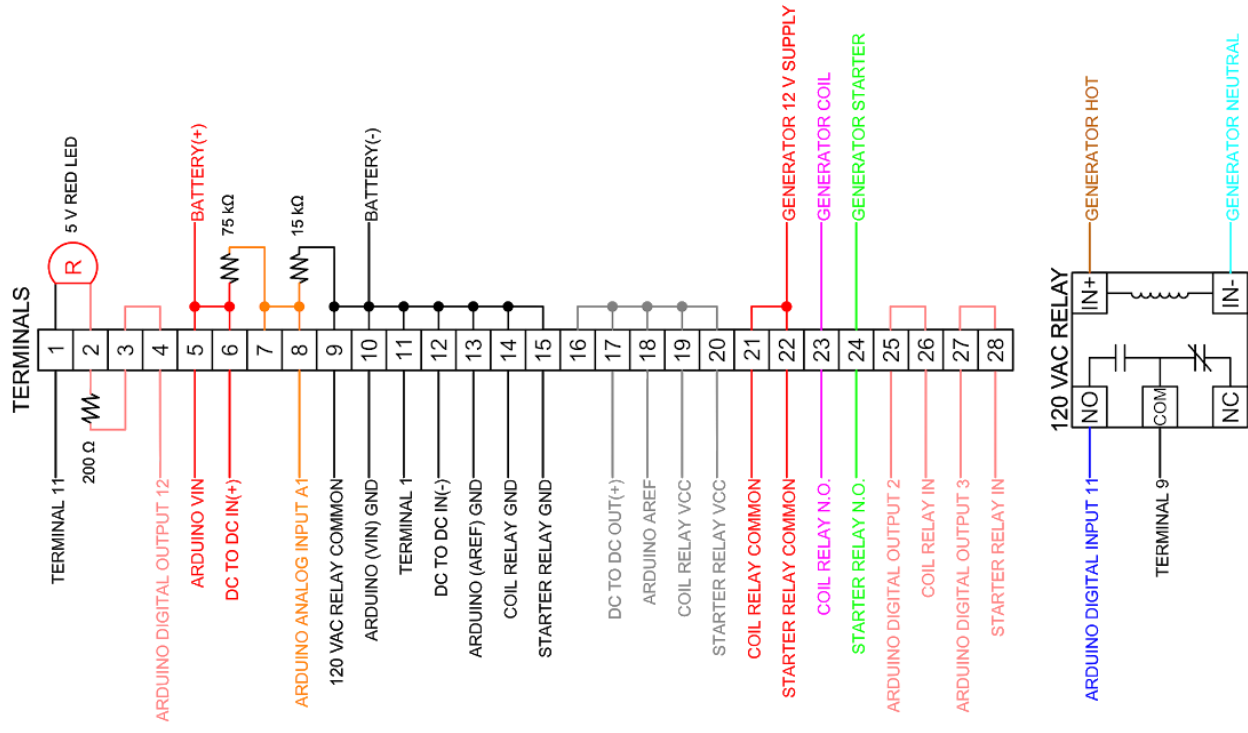 TERMINALS
1
2
3
4
5
6
7
8
9
10
11
12
13
14
15
16
17
18
19
20
21
22
23
24
25
26
27
28
R
5 V RED LED
BATTERY(+)
75 kΩ
15 kΩ
BATTERY(-)
GENERATOR 12 V SUPPLY
GENERATOR COIL
GENERATOR STARTER
TERMINAL 11
200 Ω
ARDUINO DIGITAL OUTPUT 12
ARDUINO VIN
DC TO DC IN(+)
ARDUINO ANALOG INPUT A1
120 VAC RELAY COMMON
ARDUINO (VIN) GND
TERMINAL 1
DC TO DC IN(-)
ARDUINO (AREF) GND
COIL RELAY GND
STARTER RELAY GND
DC TO DC OUT(+)
ARDUINO AREF
COIL RELAY VCC
STARTER RELAY VCC
COIL RELAY COMMON
STARTER RELAY COMMON
COIL RELAY N.O.
STARTER RELAY N.O.
ARDUINO DIGITAL OUTPUT 2
COIL RELAY IN
ARDUINO DIGITAL OUTPUT 3
STARTER RELAY IN
120 VAC RELAY
IN+
IN-
NO
COM
NC
GENERATOR HOT
GENERATOR NEUTRAL
ARDUINO DIGITAL INPUT 11
TERMINAL 9